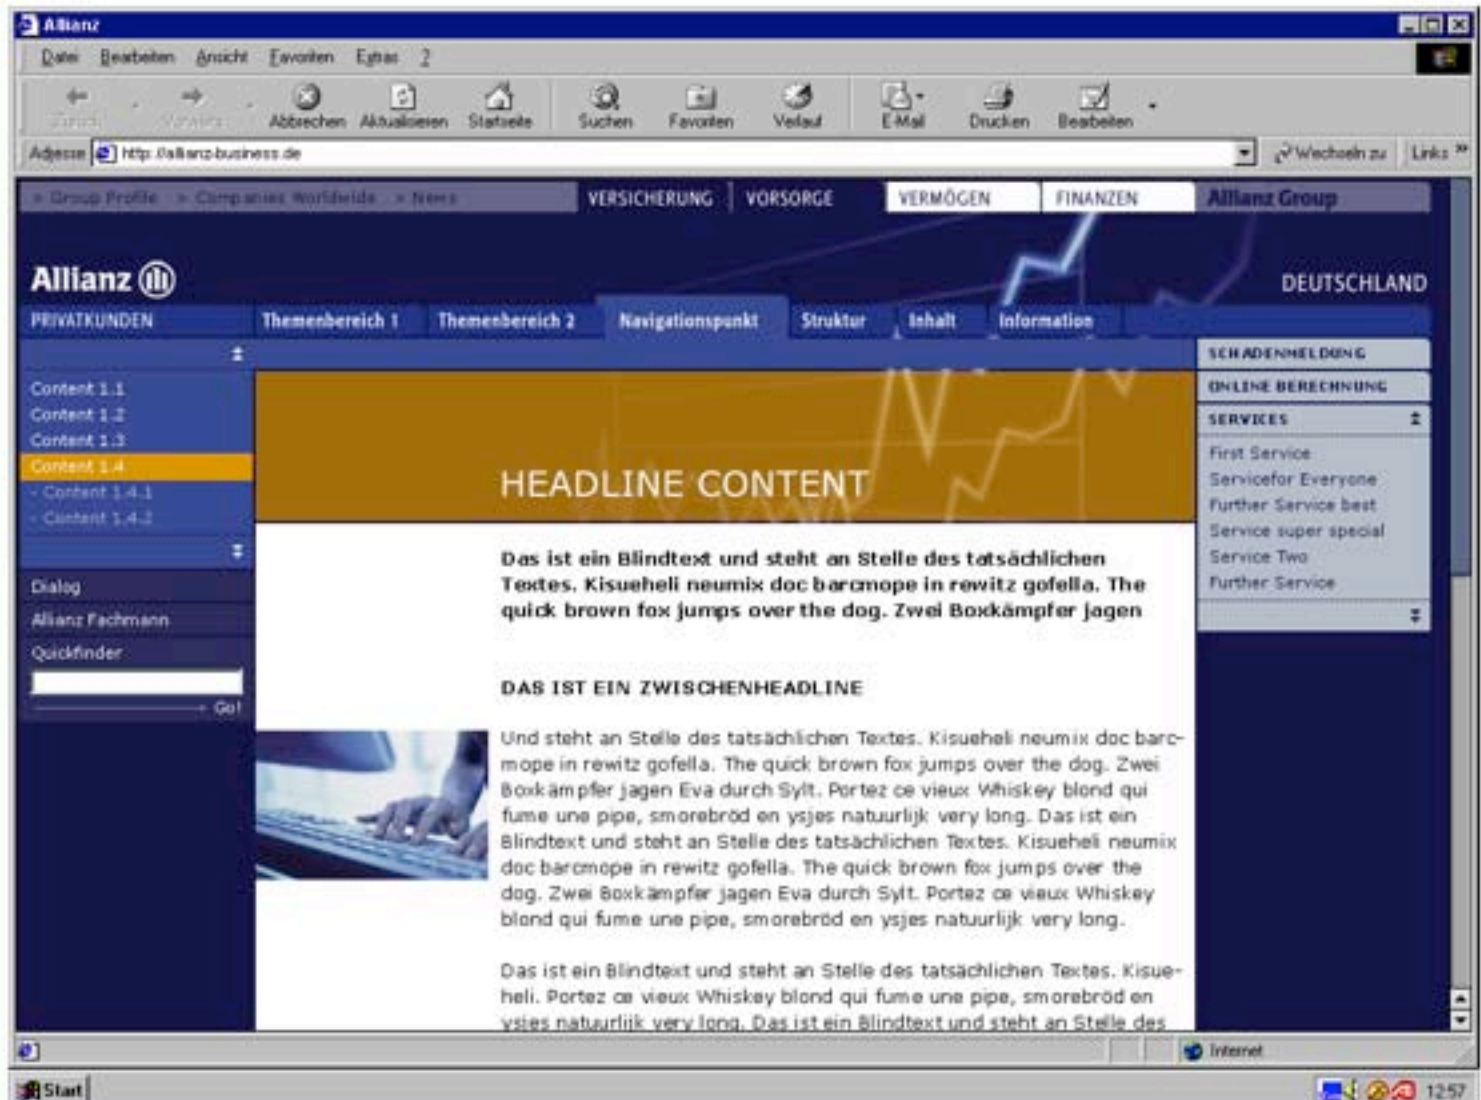 Allianz
Datei Bearbeiten Ansicht Favoriten Extras ?
Zurück Vorwärts Abbrechen Aktualisieren Startseite Suchen Favoriten Verlauf E-Mail Drucken Bearbeiten
Adresse http://allianz-business.de Wechseln zu Links »
» Group Profile » Companies Worldwide » News VERSICHERUNG VORSORGE VERMÖGEN FINANZEN Allianz Group
Allianz
DEUTSCHLAND
PRIVATKUNDEN Themenbereich 1 Themenbereich 2 Navigationspunkt Struktur Inhalt Information
Content 1.1
Content 1.2
Content 1.3
Content 1.4
- Content 1.4.1
- Content 1.4.2
Dialog
Allianz Fachmann
Quickfinder
Go!
HEADLINE CONTENT
Das ist ein Blindtext und steht an Stelle des tatsächlichen
Textes. Kisueheli neumix doc barcmope in rewitz gofella. The
quick brown fox jumps over the dog. Zwei Boxkämpfer jagen
DAS IST EIN ZWISCHENHEADLINE
Und steht an Stelle des tatsächlichen Textes. Kisueheli neumix doc barc-
mope in rewitz gofella. The quick brown fox jumps over the dog. Zwei
Boxkämpfer jagen Eva durch Sylt. Portez ce vieux Whiskey blond qui
fume une pipe, smorebröd en ysjes natuurlijk very long. Das ist ein
Blindtext und steht an Stelle des tatsächlichen Textes. Kisueheli neumix
doc barcmope in rewitz gofella. The quick brown fox jumps over the
dog. Zwei Boxkämpfer jagen Eva durch Sylt. Portez ce vieux Whiskey
blond qui fume une pipe, smorebröd en ysjes natuurlijk very long.
Das ist ein Blindtext und steht an Stelle des tatsächlichen Textes. Kisue-
heli. Portez ce vieux Whiskey blond qui fume une pipe, smorebröd en
ysjes natuurlijk very long. Das ist ein Blindtext und steht an Stelle des
SCHADENMELDUNG
ONLINE BERECHNUNG
SERVICES
First Service
Servicefor Everyone
Further Service best
Service super special
Service Two
Further Service
Internet
Start 12:57